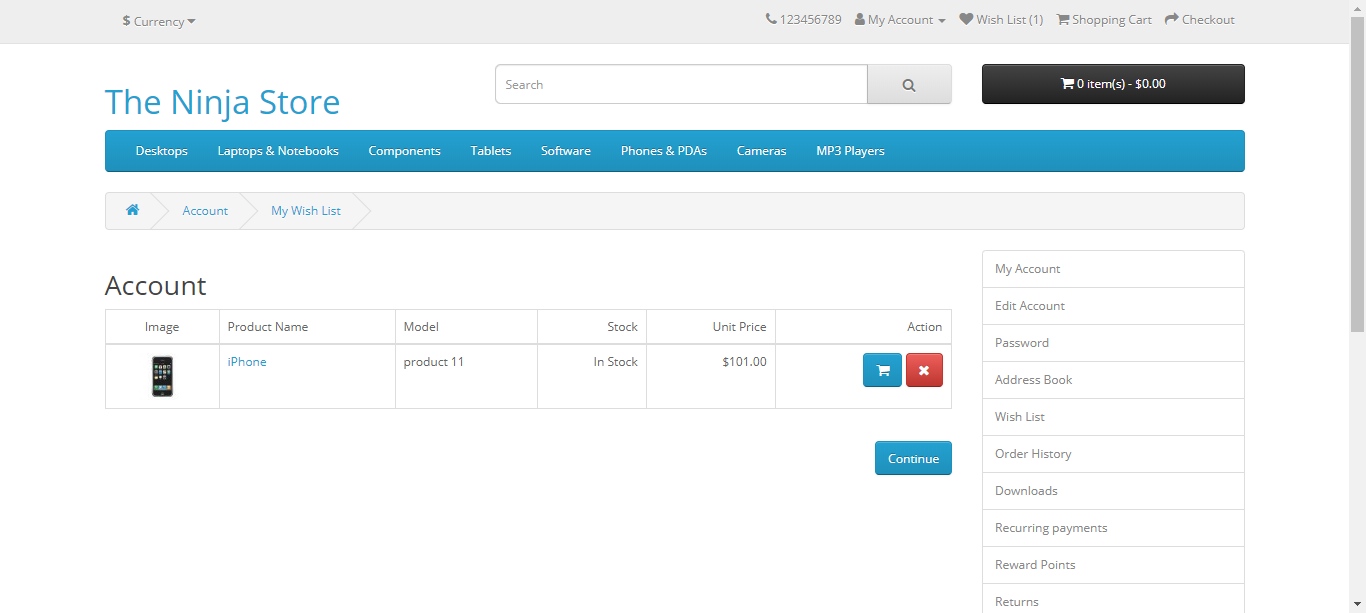 $ Currency
123456789 My Account Wish List (1) Shopping Cart Checkout
The Ninja Store
Search
0 item(s) - $0.00
Desktops Laptops & Notebooks Components Tablets Software Phones & PDAs Cameras MP3 Players
Account My Wish List
Account
Image Product Name Model Stock Unit Price Action
iPhone product 11 In Stock $101.00
Continue
My Account
Edit Account
Password
Address Book
Wish List
Order History
Downloads
Recurring payments
Reward Points
Returns